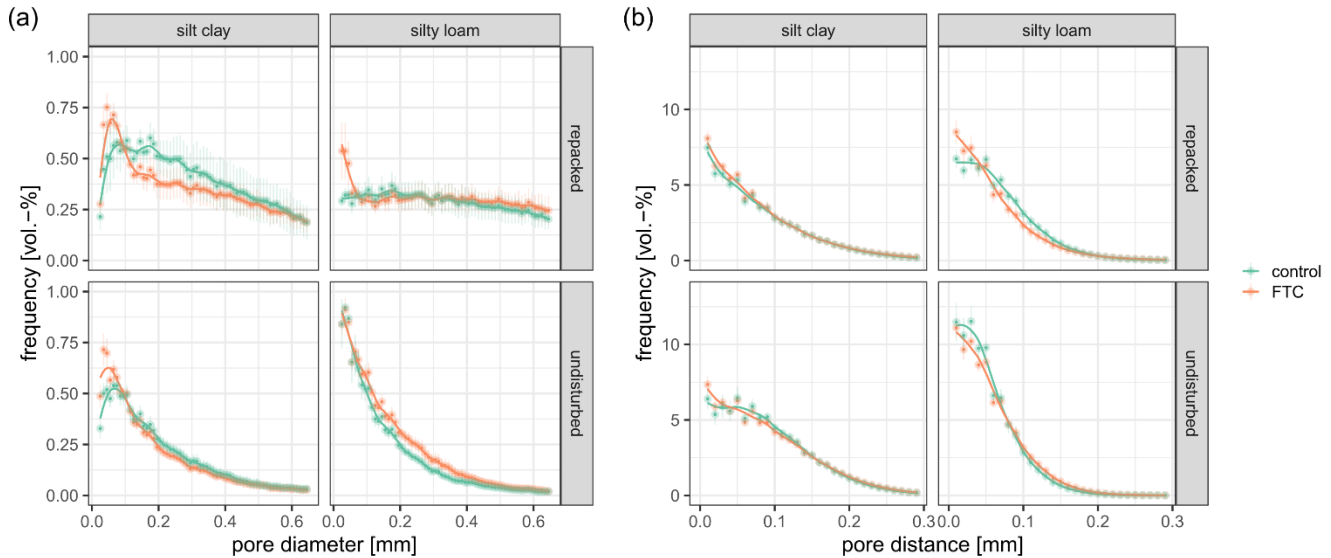 (a)
silt clay
silty loam
frequency [vol.−%]
1.00
0.75
0.50
0.25
0.00
repacked
1.00
0.75
0.50
0.25
0.00
undisturbed
0.0 0.2 0.4 0.6 0.0 0.2 0.4 0.6
pore diameter [mm]
(b)
silt clay
silty loam
frequency [vol.−%]
10
5
0
repacked
10
5
0
undisturbed
0.0 0.1 0.2 0.3 0.0 0.1 0.2 0.3
pore distance [mm]
control
FTC